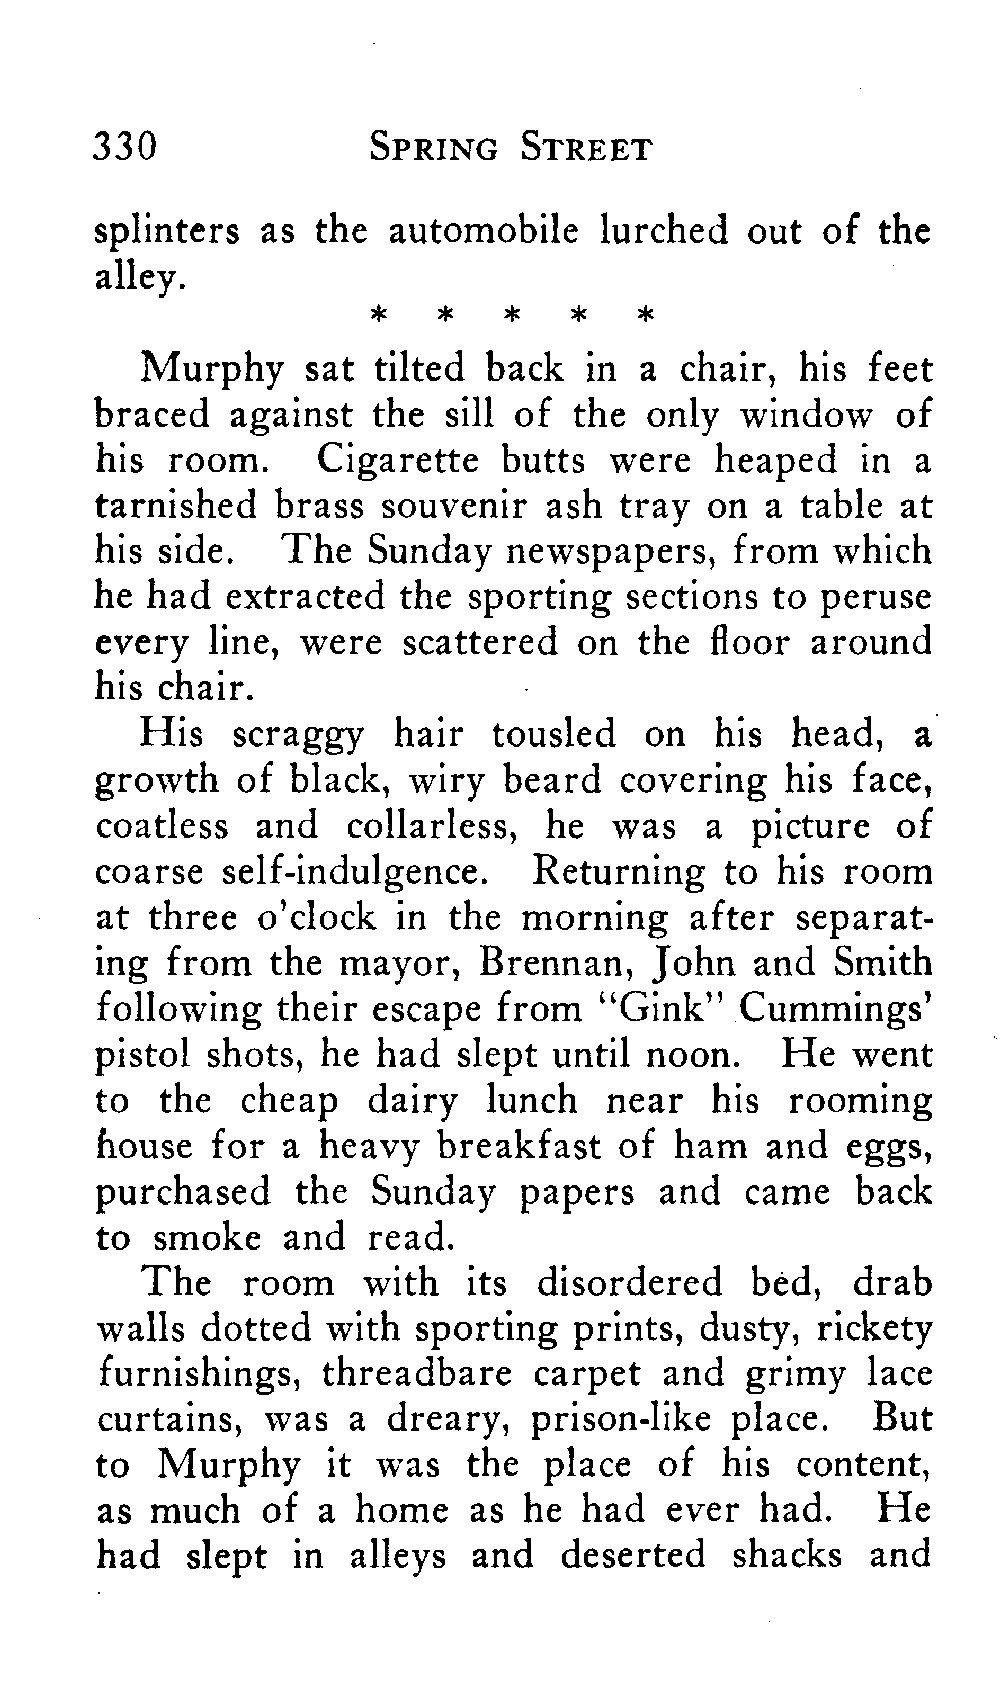 330 SPRING STREET
splinters as the automobile lurched out of the
alley.
* * * * *
Murphy sat tilted back in a chair, his feet
braced against the sill of the only window of
his room. Cigarette butts were heaped in a
tarnished brass souvenir ash tray on a table at
his side. The Sunday newspapers, from which
he had extracted the sporting sections to peruse
every line, were scattered on the floor around
his chair.
His scraggy hair tousled on his head, a
growth of black, wiry beard covering his face,
coatless and collarless, he was a picture of
coarse self-indulgence. Returning to his room
at three o'clock in the morning after separat-
ing from the mayor, Brennan, John and Smith
following their escape from "Gink" Cummings'
pistol shots, he had slept until noon. He went
to the cheap dairy lunch near his rooming
house for a heavy breakfast of ham and eggs,
purchased the Sunday papers and came back
to smoke and read.
The room with its disordered bed, drab
walls dotted with sporting prints, dusty, rickety
furnishings, threadbare carpet and grimy lace
curtains, was a dreary, prison-like place. But
to Murphy it was the place of his content,
as much of a home as he had ever had. He
had slept in alleys and deserted shacks and